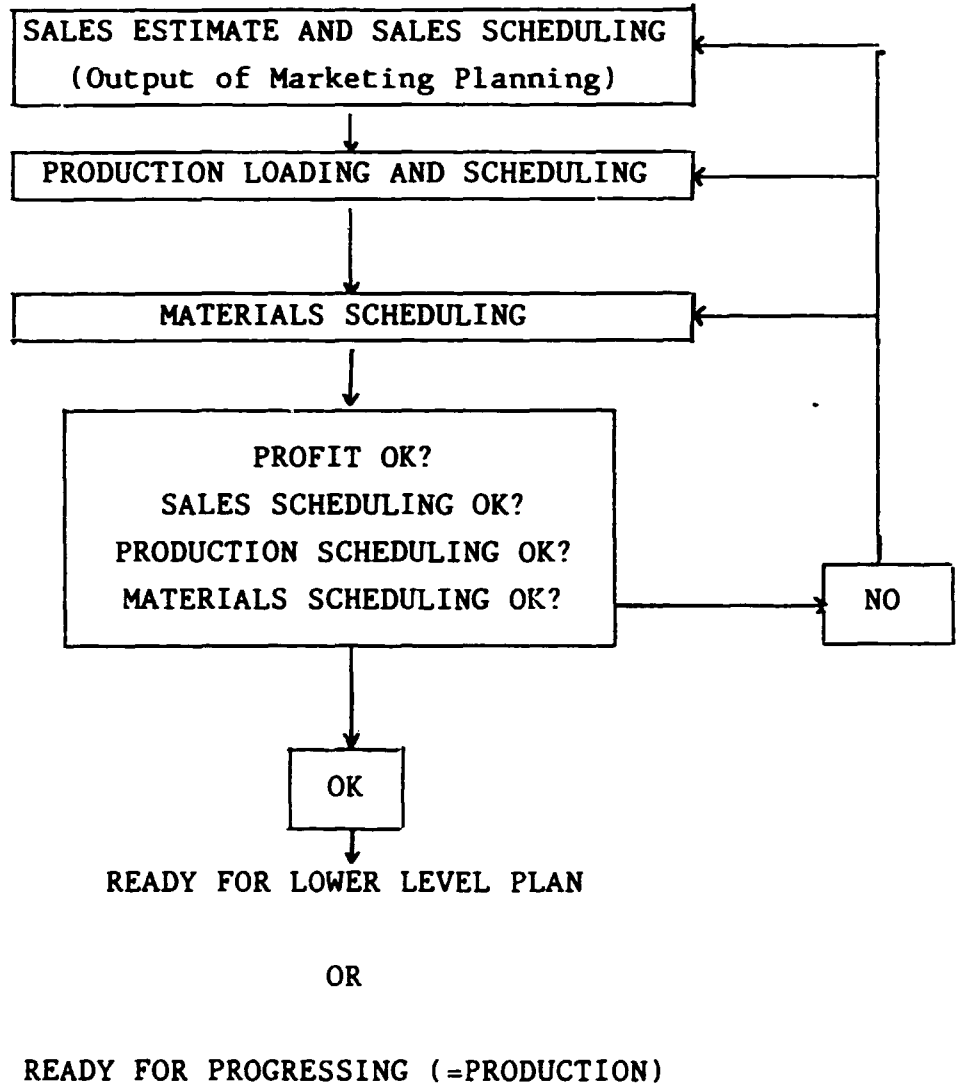 SALES ESTIMATE AND SALES SCHEDULING
(Output of Marketing Planning)
PRODUCTION LOADING AND SCHEDULING
MATERIALS SCHEDULING
PROFIT OK?
SALES SCHEDULING OK?
PRODUCTION SCHEDULING OK?
MATERIALS SCHEDULING OK?
NO
OK
READY FOR LOWER LEVEL PLAN
OR
READY FOR PROGRESSING (=PRODUCTION)